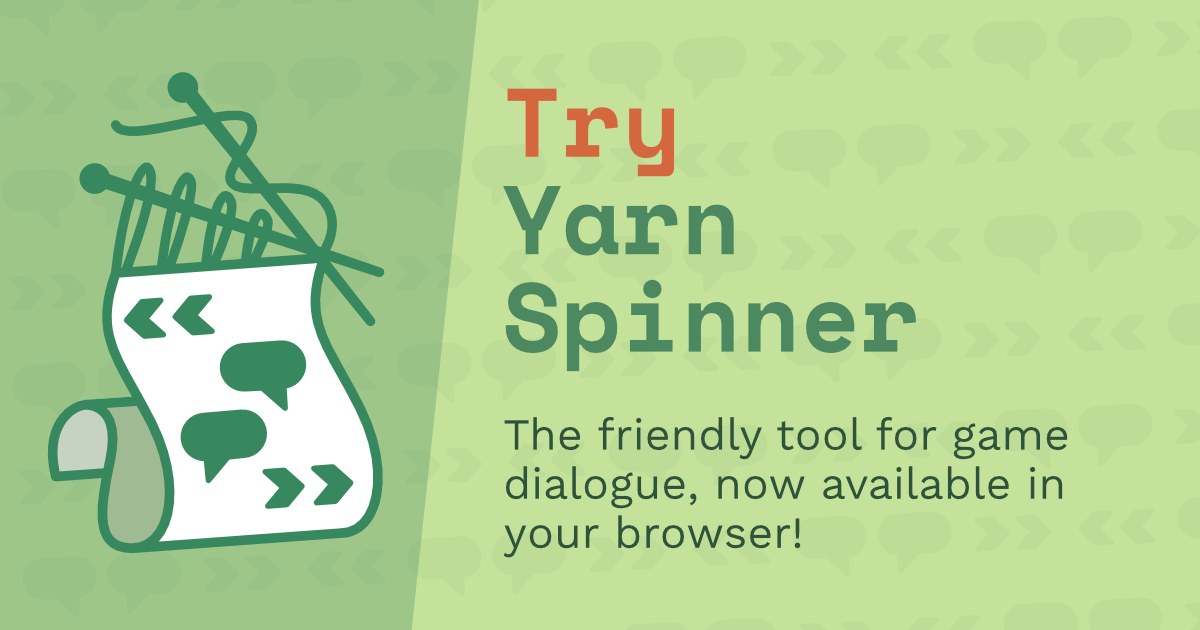 Try
Yarn
Spinner
The friendly tool for game
dialogue, now available in
your browser!